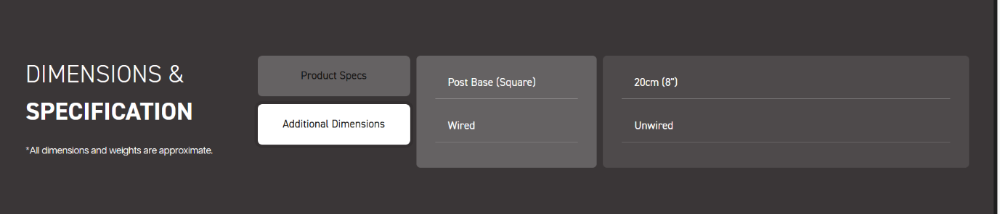 DIMENSIONS &
SPECIFICATION
*All dimensions and weights are approximate.
Product Specs
Additional Dimensions
Post Base (Square)
20cm (8")
Wired
Unwired